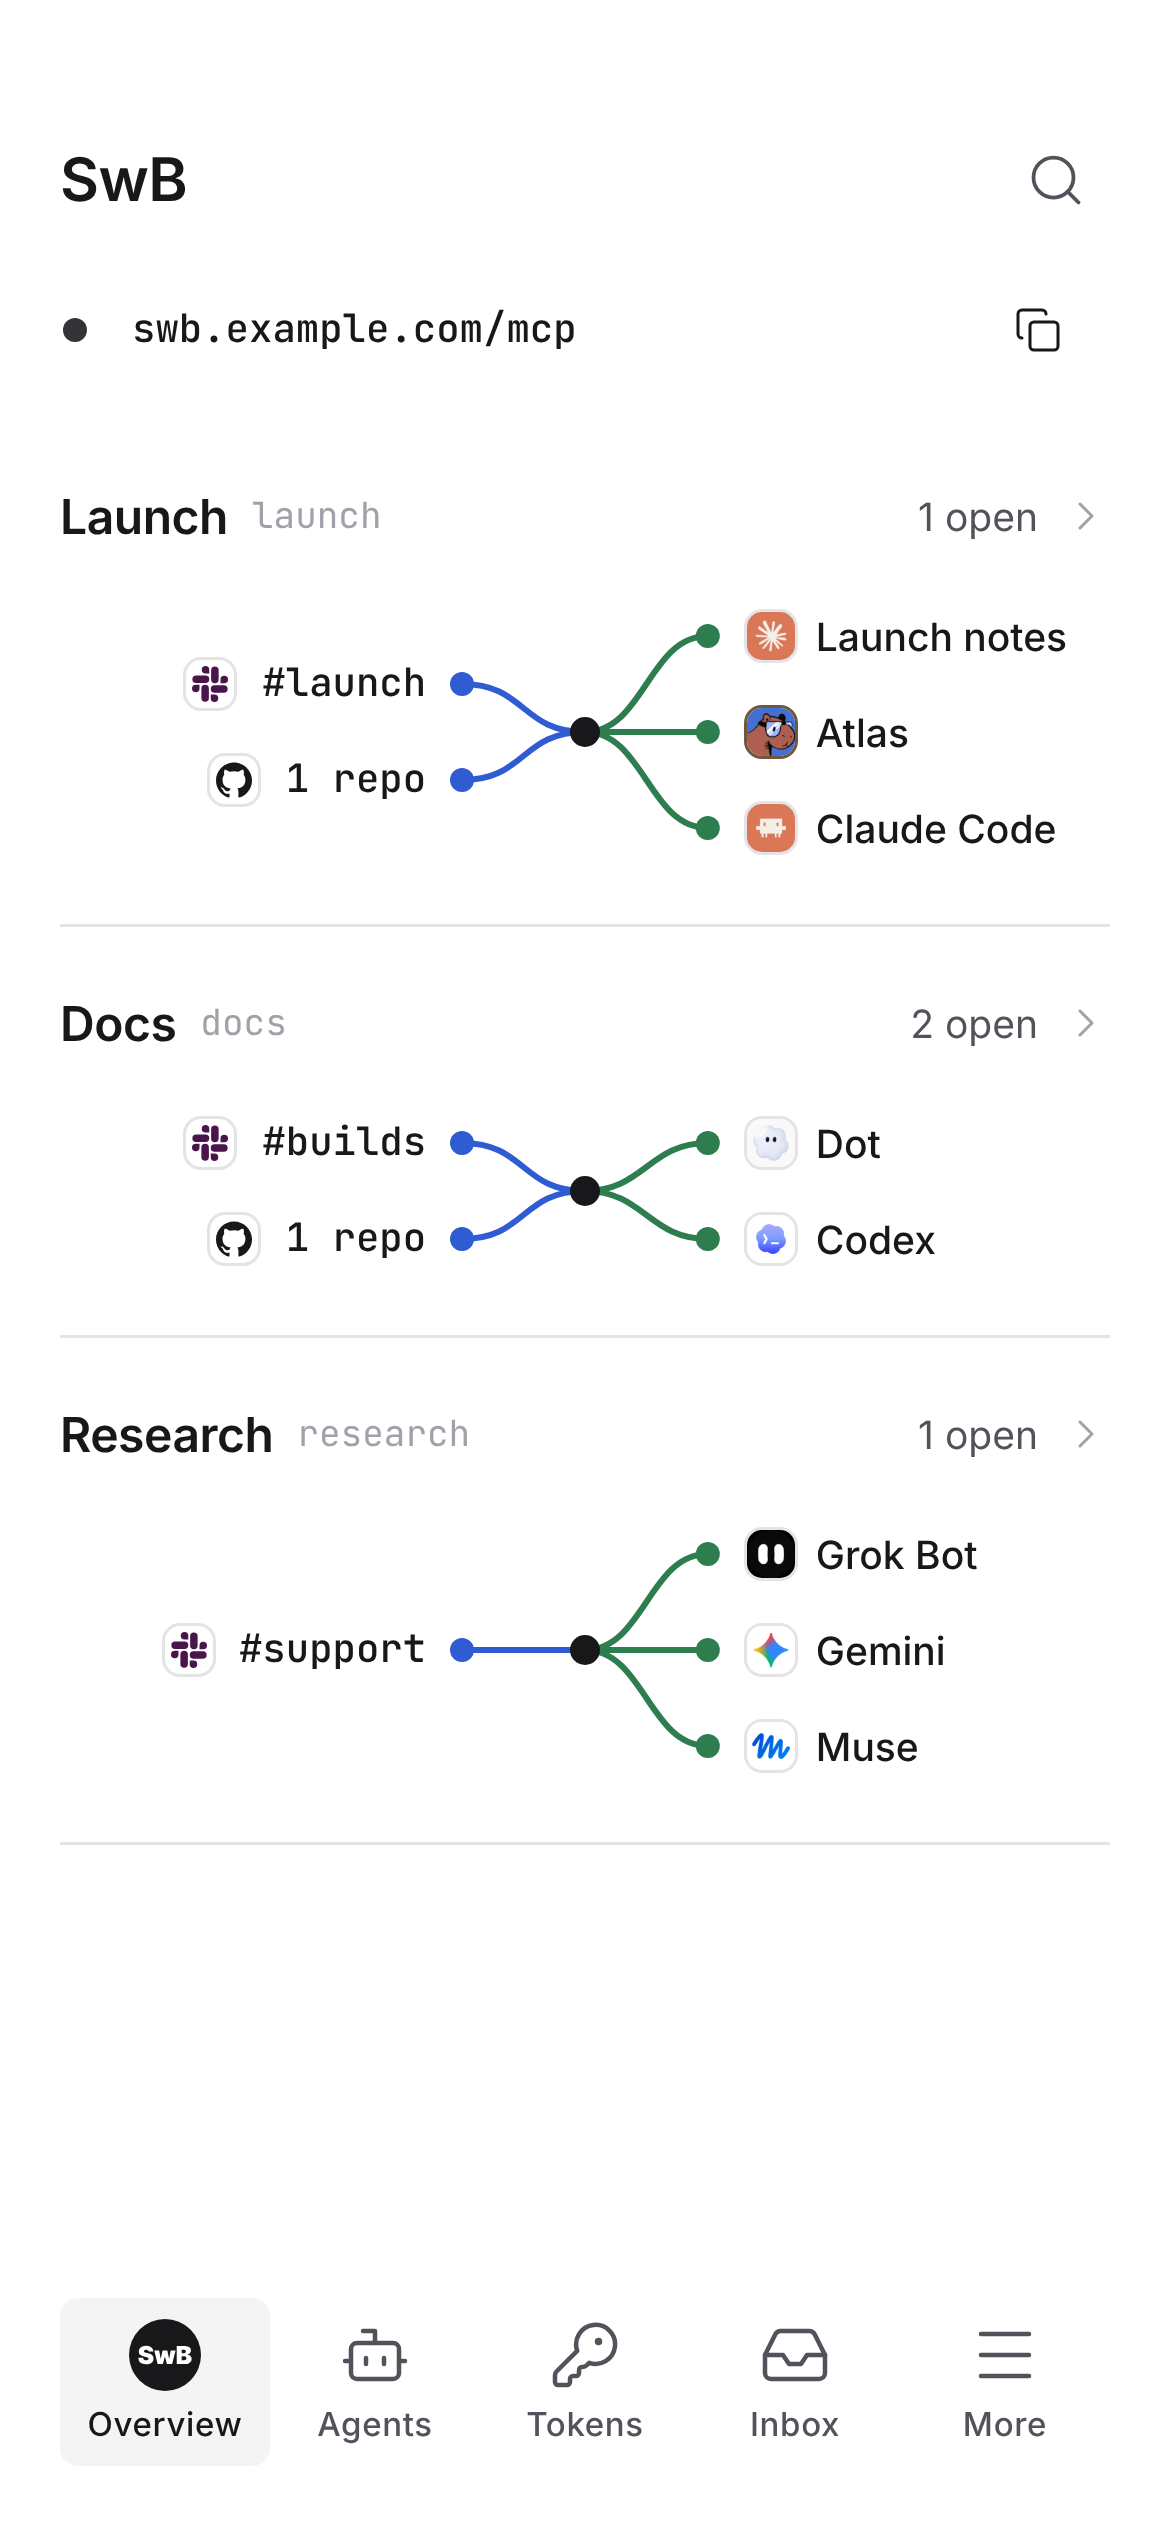 SwB
swb.example.com/mcp
Launch launch 1 open
Launch notes
#launch
Atlas
1 repo
Claude Code
Docs docs 2 open
#builds Dot
1 repo Codex
Research research 1 open
Grok Bot
#support Gemini
Muse
SwB
Overview Agents Tokens Inbox More